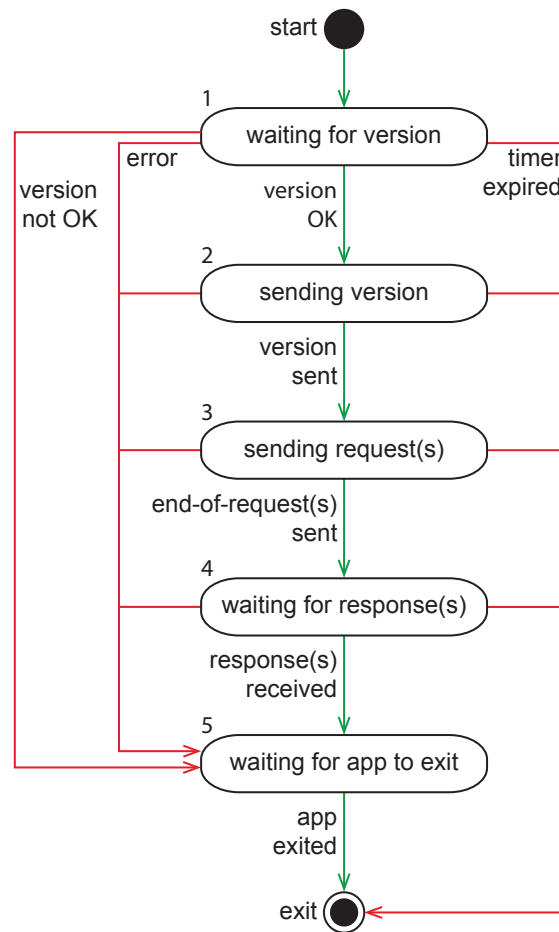 start
1
waiting for version
error
timer
expired
version
not OK
version
OK
2
sending version
version
sent
3
sending request(s)
end-of-request(s)
sent
4
waiting for response(s)
response(s)
received
5
waiting for app to exit
app
exited
exit